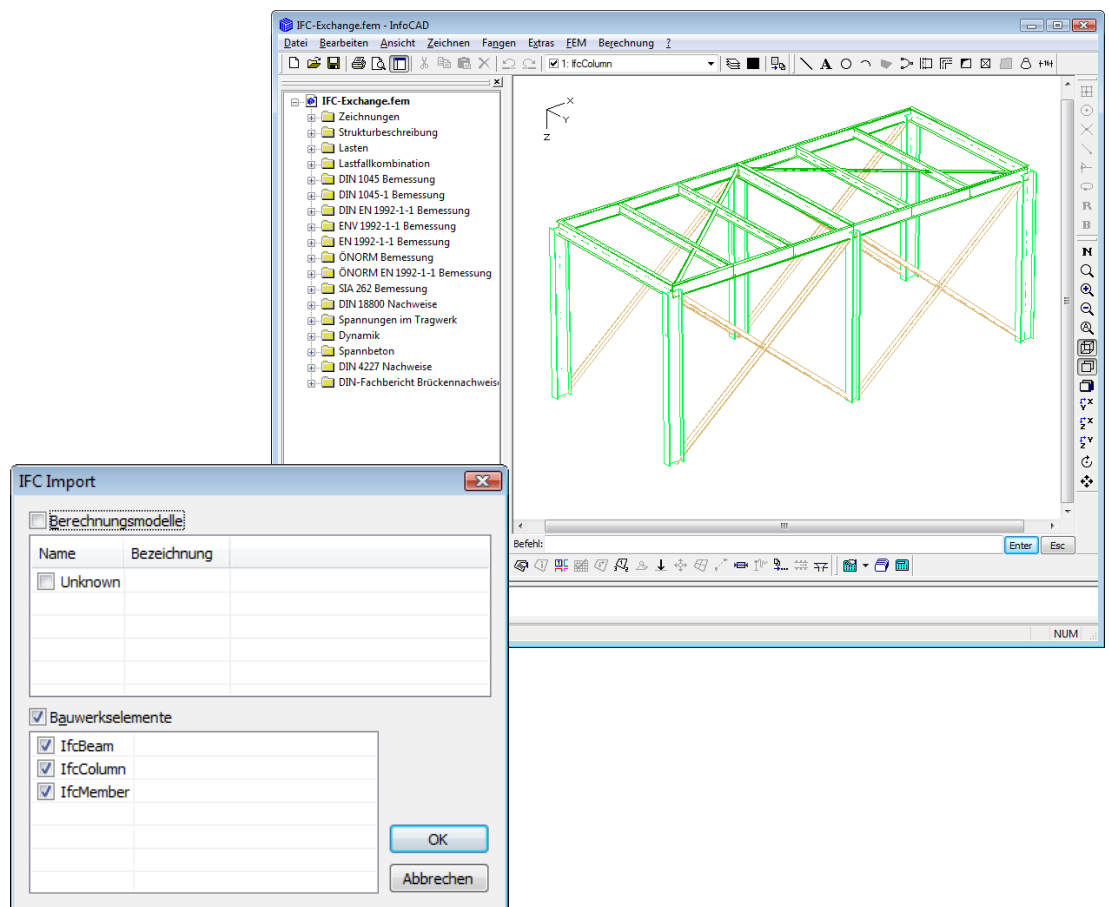 IFC-Exchange.fem - InfoCAD
Datei Bearbeiten Ansicht Zeichnen Fangen Extras FEM Berechnung ?
1: IfcColumn
IFC-Exchange.fem
Zeichnungen
Strukturbeschreibung
Lasten
Lastfallkombination
DIN 1045 Bemessung
DIN 1045-1 Bemessung
DIN EN 1992-1-1 Bemessung
ENV 1992-1-1 Bemessung
EN 1992-1-1 Bemessung
ÖNORM Bemessung
ÖNORM EN 1992-1-1 Bemessung
SIA 262 Bemessung
DIN 18800 Nachweise
Spannungen im Tragwerk
Dynamik
Spannbeton
DIN 4227 Nachweise
DIN-Fachbericht Brückennachweis
X
Y
Z
R
B
N
Befehl:
Enter Esc
NUM
IFC Import
Berechnungsmodelle
Name Bezeichnung
Unknown
Bauwerkselemente
IfcBeam
IfcColumn
IfcMember
OK
Abbrechen